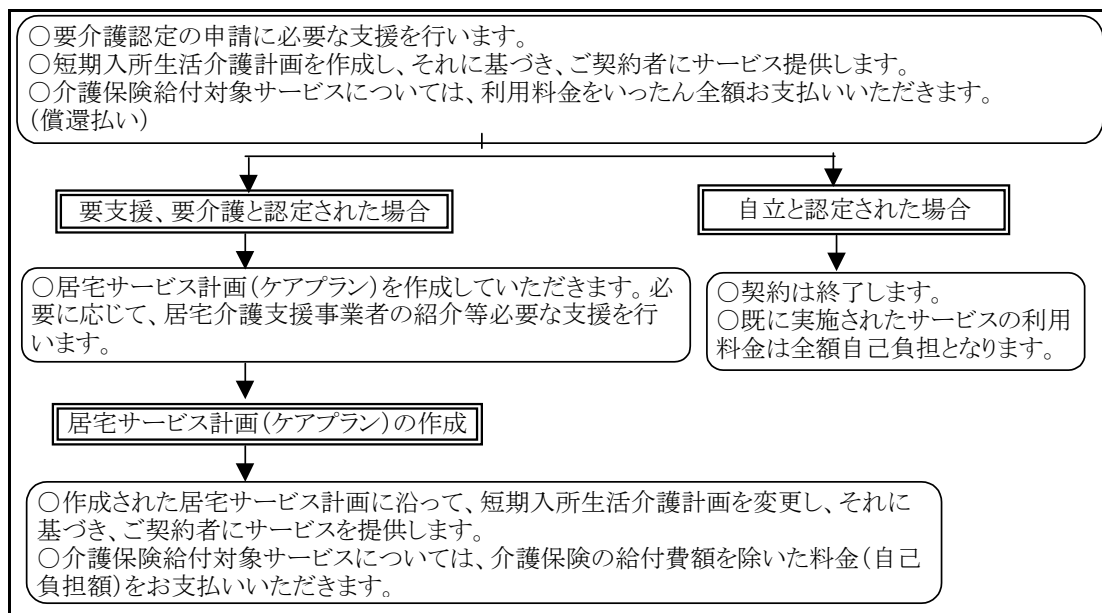 ○要介護認定の申請に必要な支援を行います。
○短期入所生活介護計画を作成し、それに基づき、ご契約者にサービス提供します。
○介護保険給付対象サービスについては、利用料金をいったん全額お支払いいただきます。
(償還払い)
要支援、要介護と認定された場合
自立と認定された場合
○居宅サービス計画(ケアプラン)を作成していただきます。必
要に応じて、居宅介護支援事業者の紹介等必要な支援を行
います。
○契約は終了します。
○既に実施されたサービスの利用
料金は全額自己負担となります。
居宅サービス計画(ケアプラン)の作成
○作成された居宅サービス計画に沿って、短期入所生活介護計画を変更し、それに
基づき、ご契約者にサービスを提供します。
○介護保険給付対象サービスについては、介護保険の給付費額を除いた料金(自己
負担額)をお支払いいただきます。